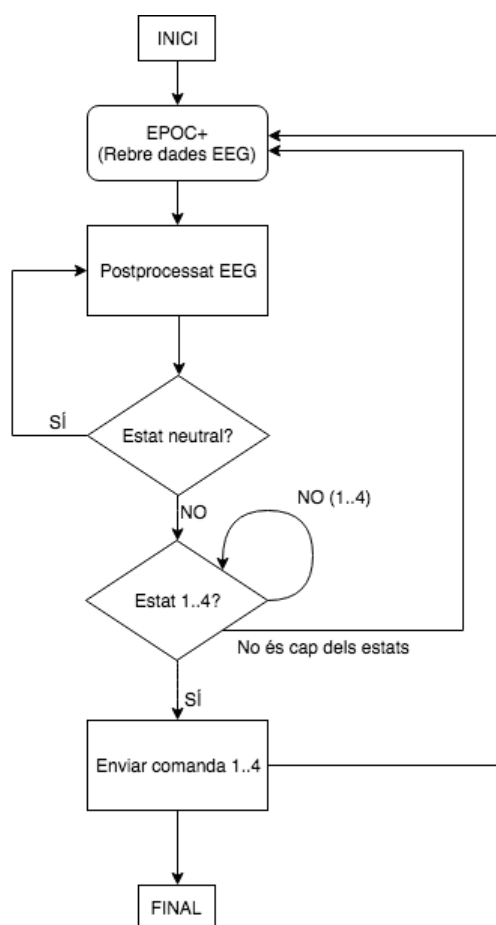 INICI
EPOC+
(Rebre dades EEG)
Postprocessat EEG
Estat neutral?
SÍ
NO
NO (1..4)
Estat 1..4?
No és cap dels estats
SÍ
Enviar comanda 1..4
FINAL